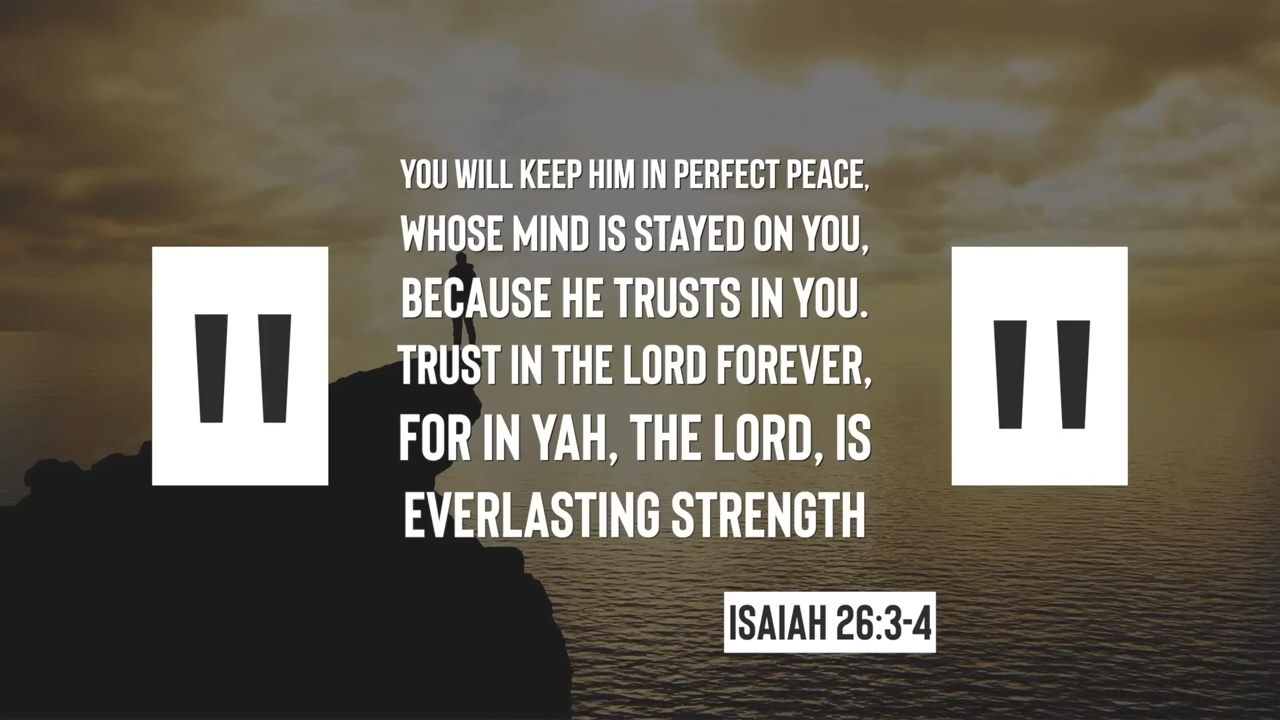 "
YOU WILL KEEP HIM IN PERFECT PEACE,
WHOSE MIND IS STAYED ON YOU,
BECAUSE HE TRUSTS IN YOU.
TRUST IN THE LORD FOREVER,
FOR IN YAH, THE LORD, IS
EVERLASTING STRENGTH
"
ISAIAH 26:3-4